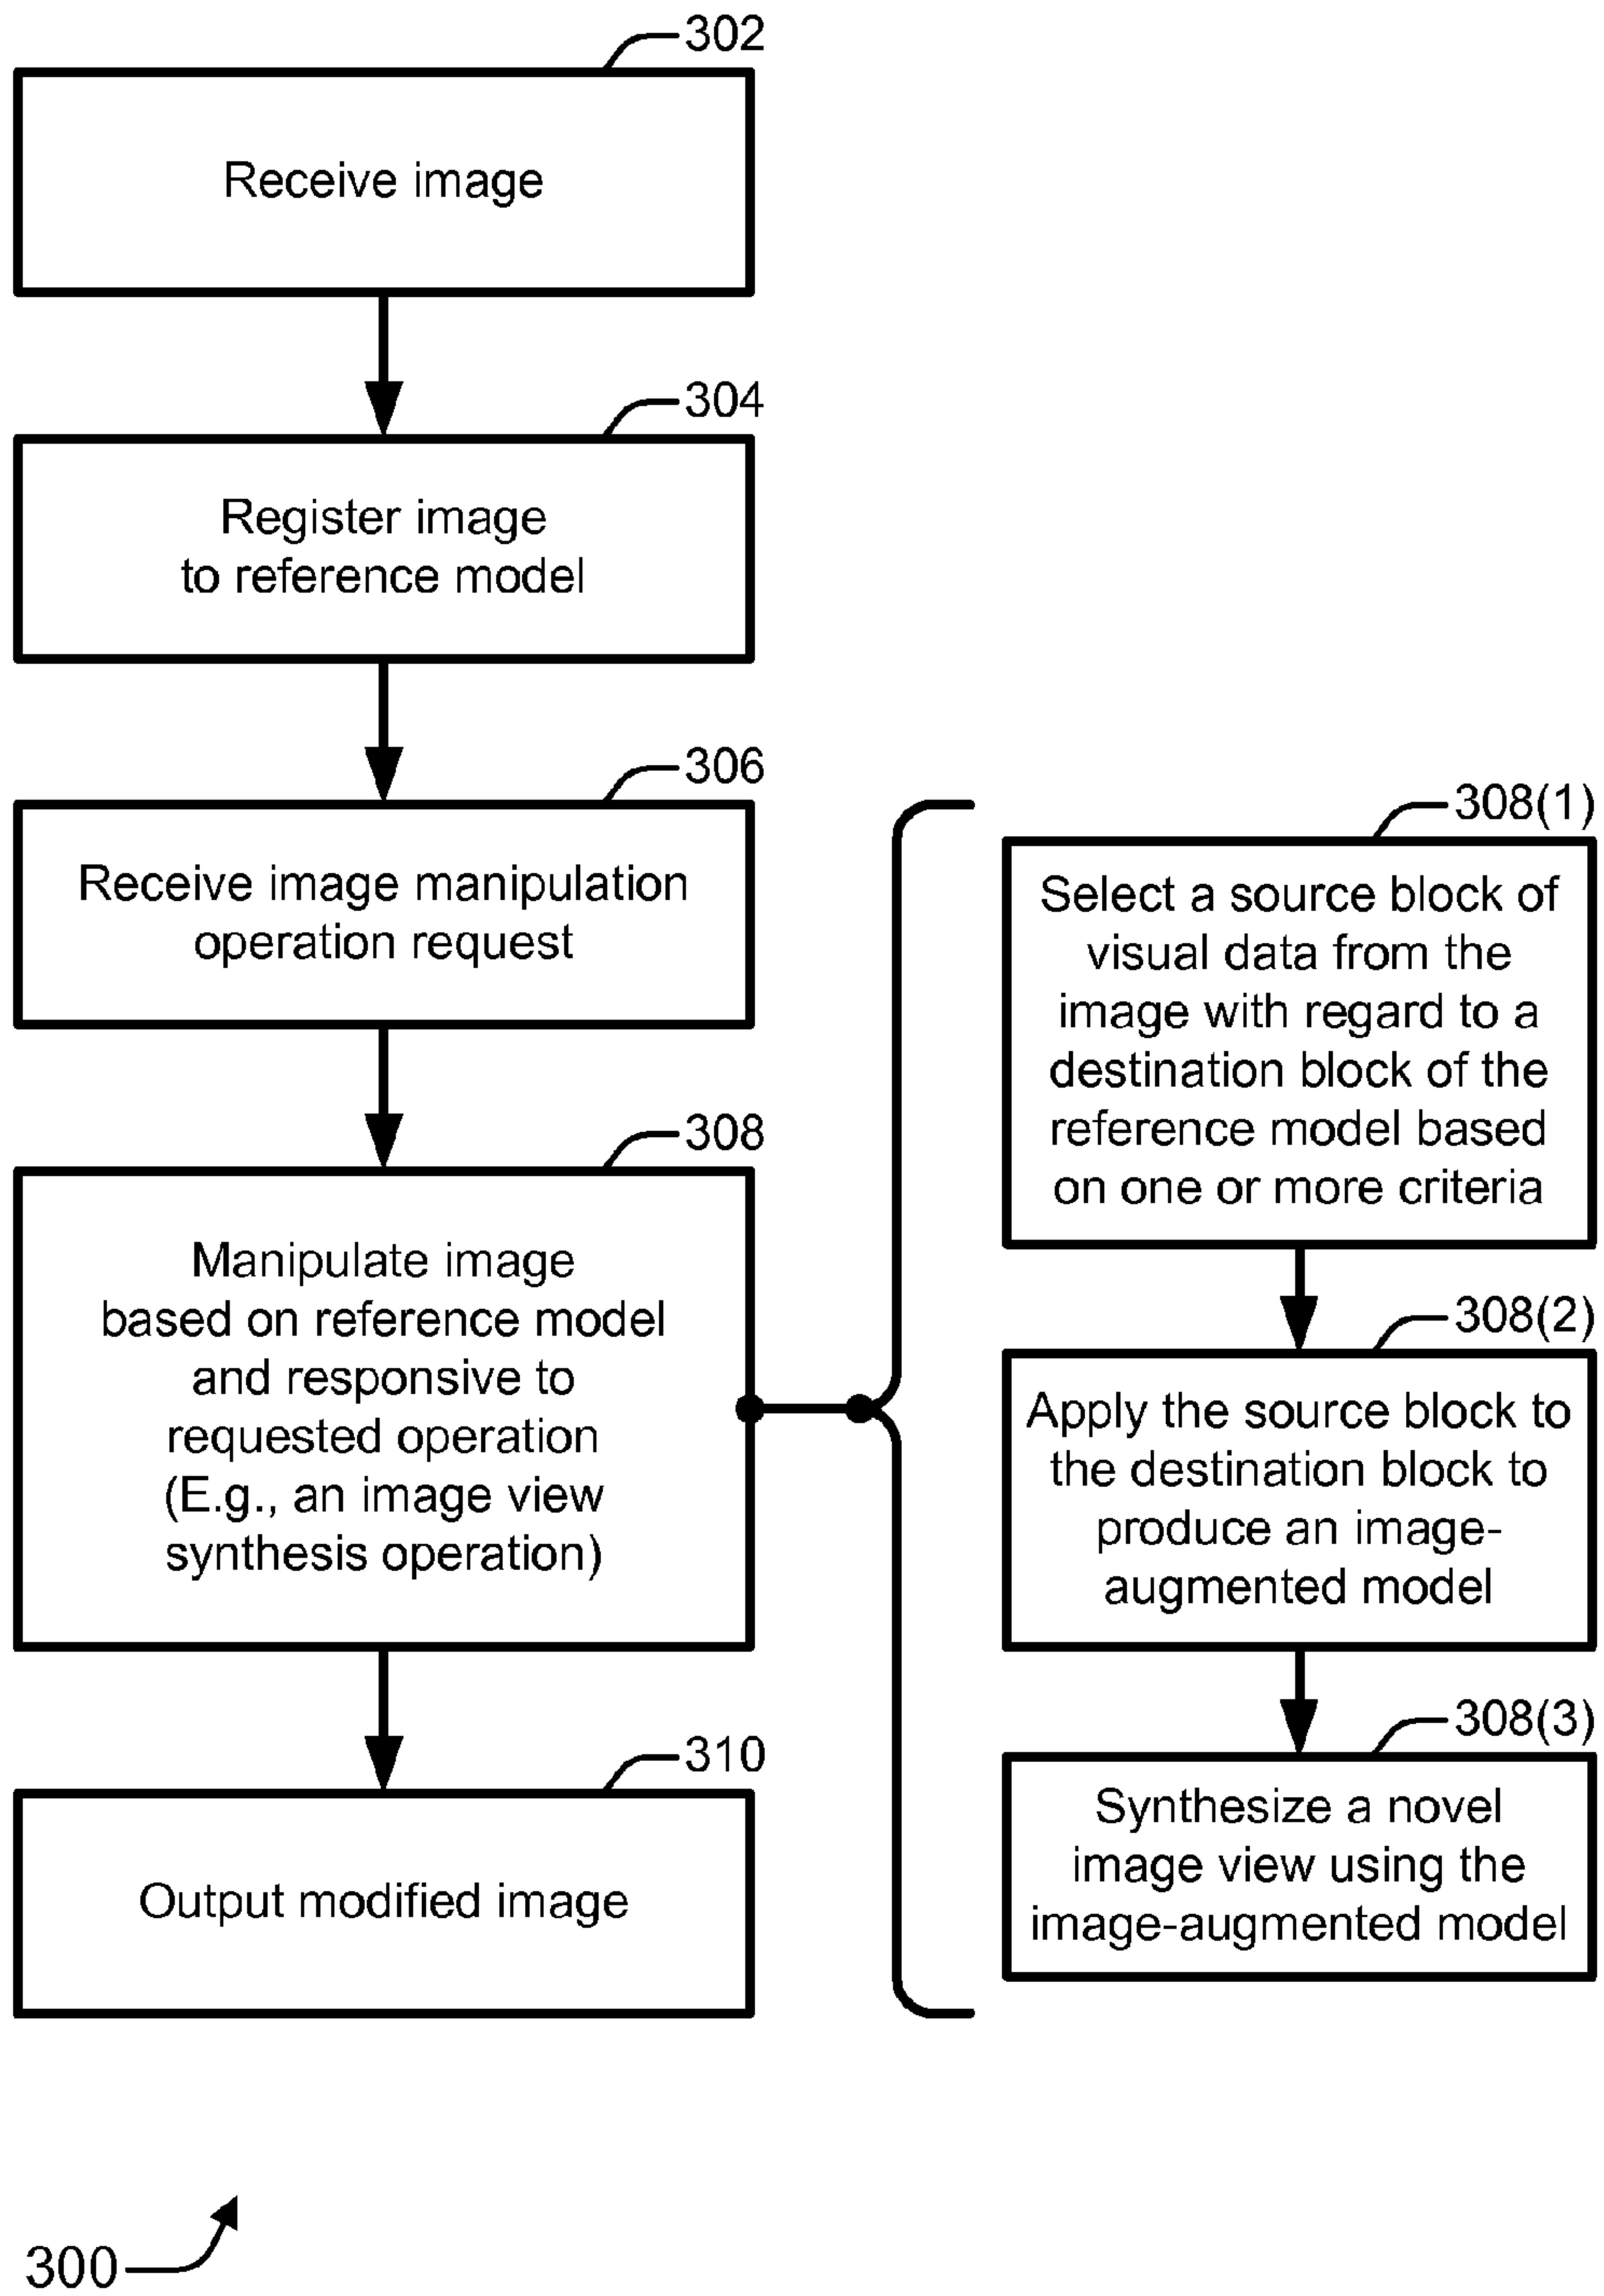 302
Receive image
304
Register image
to reference model
306
Receive image manipulation
operation request
308
Manipulate image
based on reference model
and responsive to
requested operation
(E.g., an image view
synthesis operation)
310
Output modified image
308(1)
Select a source block of
visual data from the
image with regard to a
destination block of the
reference model based
on one or more criteria
308(2)
Apply the source block to
the destination block to
produce an image-
augmented model
308(3)
Synthesize a novel
image view using the
image-augmented model
300